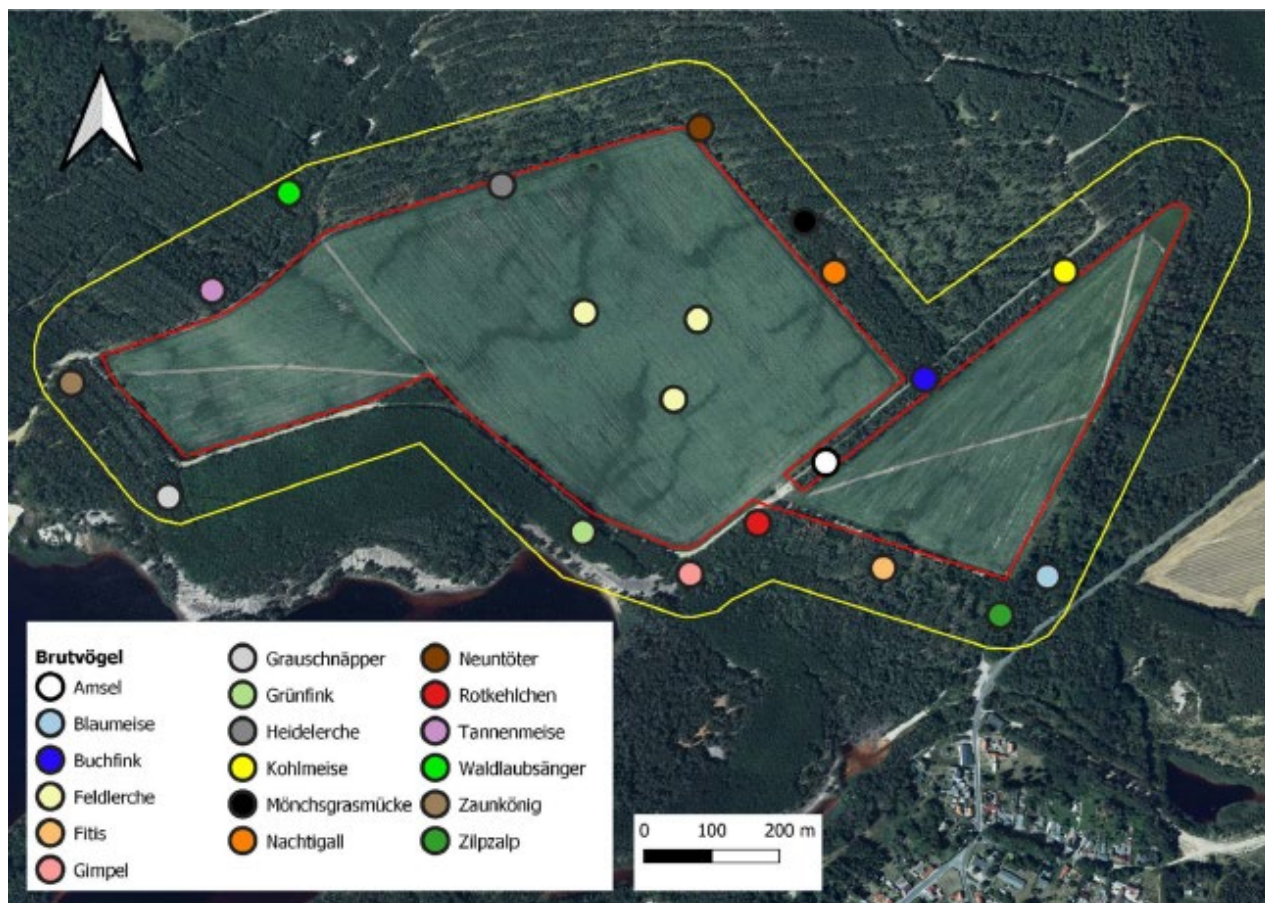 Brutvögel
Amsel
Blaumeise
Buchfink
Feldlerche
Fitis
Gimpel
Grauschnäpper
Grünfink
Heidelerche
Kohlmeise
Mönchsgrasmücke
Nachtigall
Neuntöter
Rotkehlchen
Tannenmeise
Waldlaubsänger
Zaunkönig
Zilpzalp
0 100 200 m